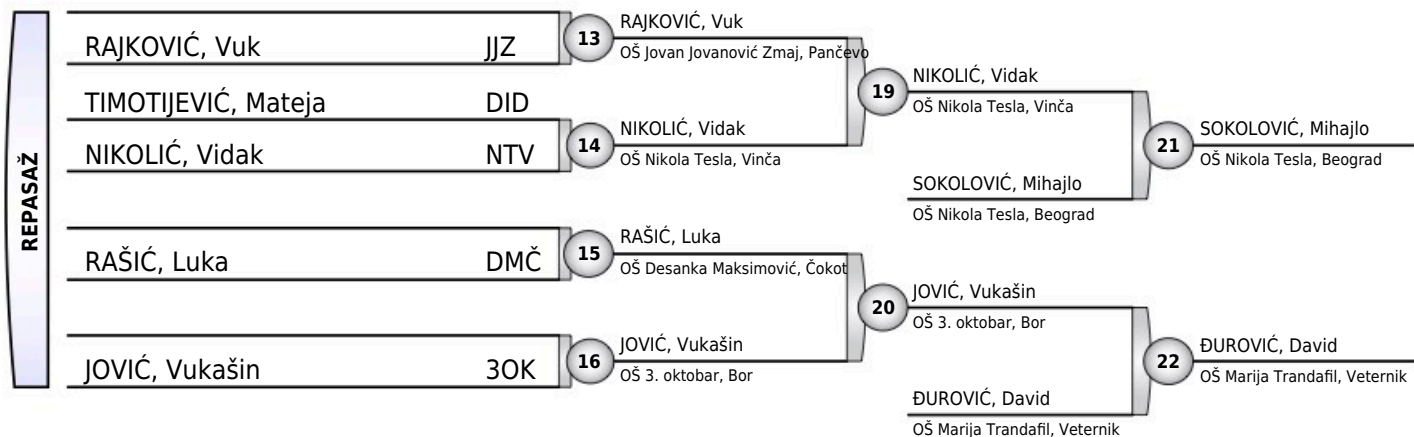 REPASAŽ
RAJKOVIĆ, Vuk JJZ
TIMOTIJEVIĆ, Mateja DID
NIKOLIĆ, Vidak NTV
RAŠIĆ, Luka DMČ
JOVIĆ, Vukašin 3OK
13
RAJKOVIĆ, Vuk
OŠ Jovan Jovanović Zmaj, Pančevo
14
NIKOLIĆ, Vidak
OŠ Nikola Tesla, Vinča
15
RAŠIĆ, Luka
OŠ Desanka Maksimović, Čokot
16
JOVIĆ, Vukašin
OŠ 3. oktobar, Bor
19
NIKOLIĆ, Vidak
OŠ Nikola Tesla, Vinča
SOKOLOVIĆ, Mihajlo
OŠ Nikola Tesla, Beograd
20
JOVIĆ, Vukašin
OŠ 3. oktobar, Bor
ĐUROVIĆ, David
OŠ Marija Trandafil, Veternik
21
SOKOLOVIĆ, Mihajlo
OŠ Nikola Tesla, Beograd
22
ĐUROVIĆ, David
OŠ Marija Trandafil, Veternik